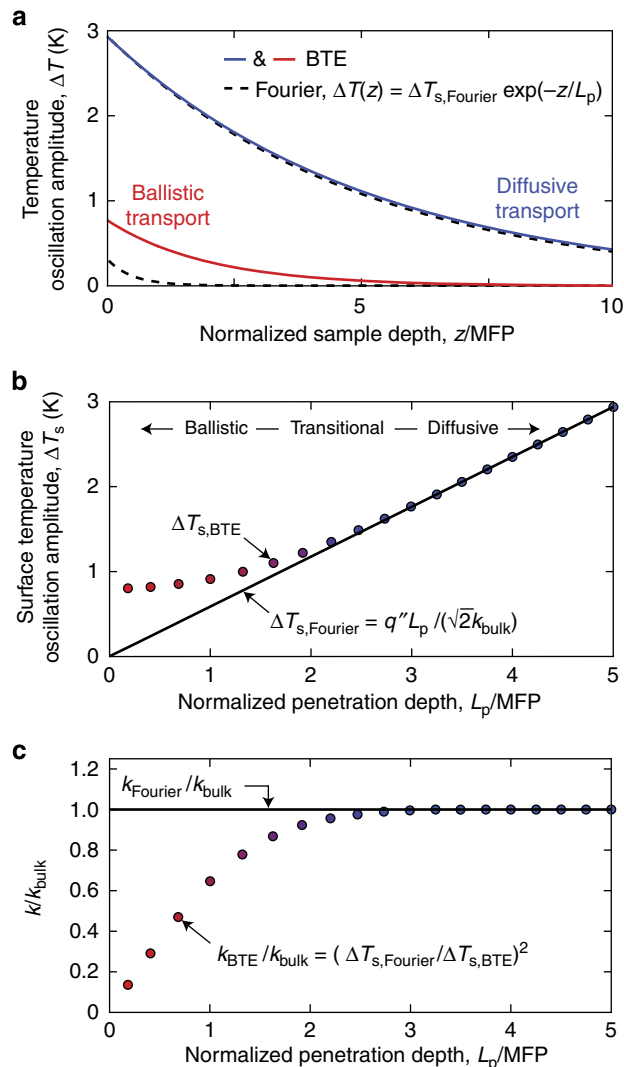 a
3
2
1
0
Temperature
oscillation amplitude, ΔT (K)
& BTE
Fourier, ΔT(z) = ΔTs,Fourier exp(−z/Lp)
Ballistic
transport
Diffusive
transport
0
5
10
Normalized sample depth, z/MFP
b
3
2
1
0
Surface temperature
oscillation amplitude, ΔTs (K)
Ballistic Transitional Diffusive
ΔTs,BTE
ΔTs,Fourier = q″Lp/(√2kbulk)
0 1 2 3 4 5
Normalized penetration depth, Lp/MFP
c
1.2
1.0
0.8
0.6
0.4
0.2
0
k/kbulk
kFourier/kbulk
kBTE/kbulk = ( ΔTs,Fourier/ΔTs,BTE)²
0 1 2 3 4 5
Normalized penetration depth, Lp/MFP